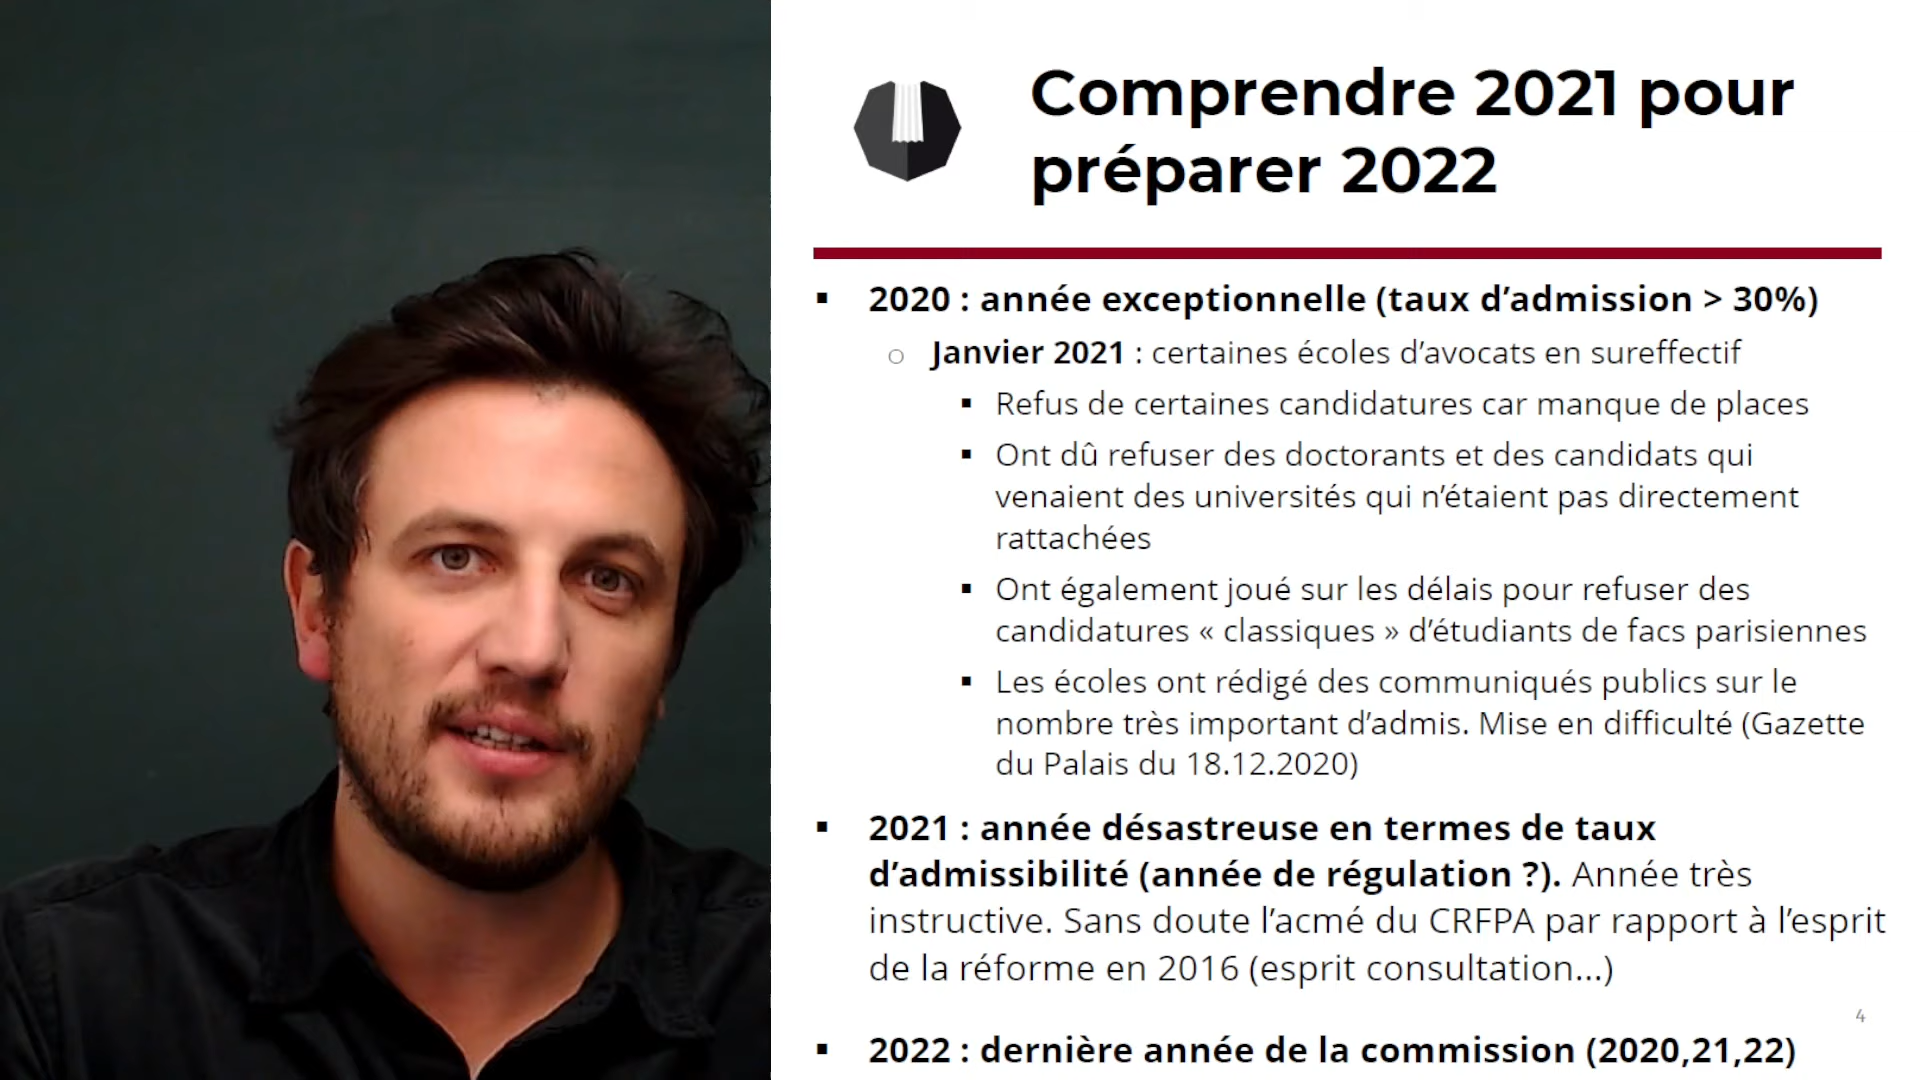 Comprendre 2021 pour
préparer 2022
▪ 2020 : année exceptionnelle (taux d’admission > 30%)
○ Janvier 2021 : certaines écoles d’avocats en sureffectif
▪ Refus de certaines candidatures car manque de places
▪ Ont dû refuser des doctorants et des candidats qui
venaient des universités qui n’étaient pas directement
rattachées
▪ Ont également joué sur les délais pour refuser des
candidatures « classiques » d’étudiants de facs parisiennes
▪ Les écoles ont rédigé des communiqués publics sur le
nombre très important d’admis. Mise en difficulté (Gazette
du Palais du 18.12.2020)
▪ 2021 : année désastreuse en termes de taux
d’admissibilité (année de régulation ?). Année très
instructive. Sans doute l’acmé du CRFPA par rapport à l’esprit
de la réforme en 2016 (esprit consultation...)
4
▪ 2022 : dernière année de la commission (2020,21,22)